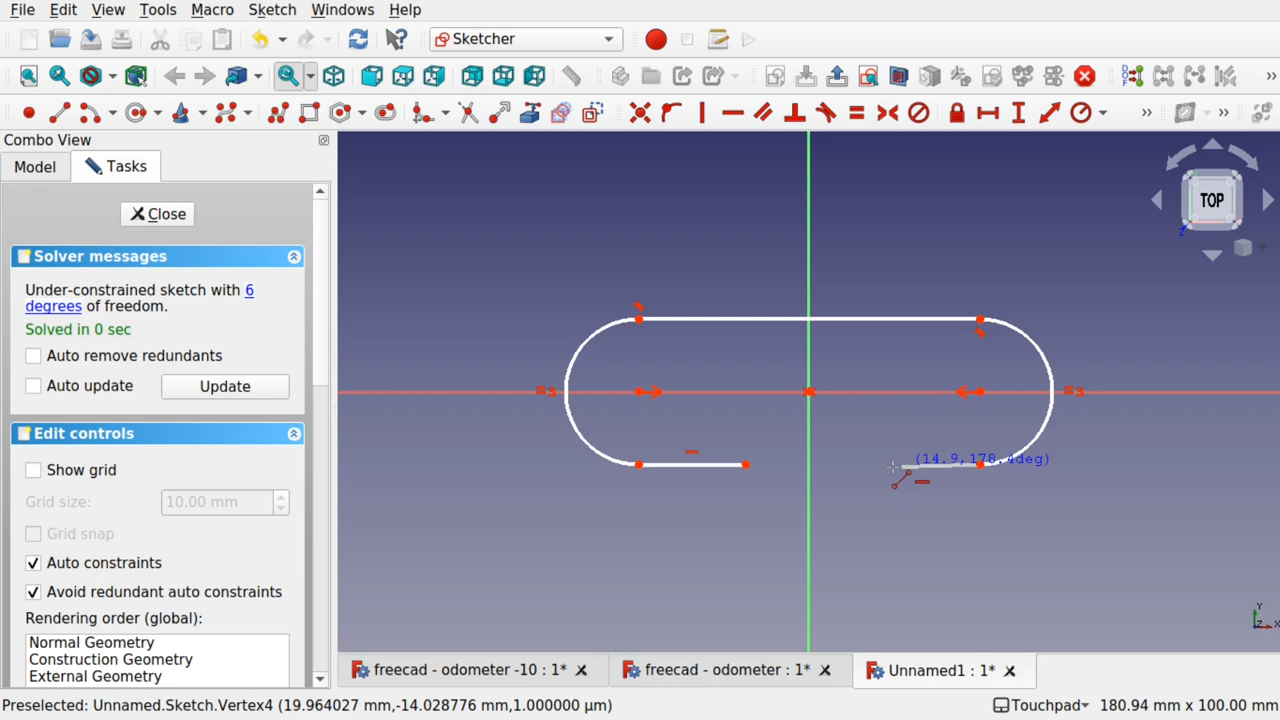 File Edit View Tools Macro Sketch Windows Help
Sketcher
Combo View
Model Tasks
Close
Solver messages
Under-constrained sketch with 6
degrees of freedom.
Solved in 0 sec
Auto remove redundants
Auto update Update
Edit controls
Show grid
Grid size: 10.00 mm
Grid snap
Auto constraints
Avoid redundant auto constraints
Rendering order (global):
Normal Geometry
Construction Geometry
External Geometry
TOP
Z
(14.9,178.4deg)
Y
Z X
freecad - odometer -10 : 1* freecad - odometer : 1* Unnamed1 : 1*
Preselected: Unnamed.Sketch.Vertex4 (19.964027 mm,-14.028776 mm,1.000000 µm) Touchpad 180.94 mm x 100.00 mm